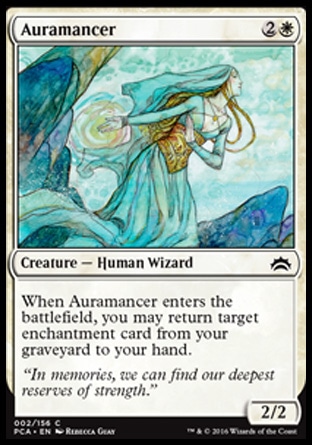 Auramancer 2
Creature — Human Wizard
When Auramancer enters the
battlefield, you may return target
enchantment card from your
graveyard to your hand.
“In memories, we can find our deepest
reserves of strength.”
2/2
002/156 C
PCA • EN Rebecca Guay ™ & © 2016 Wizards of the Coast